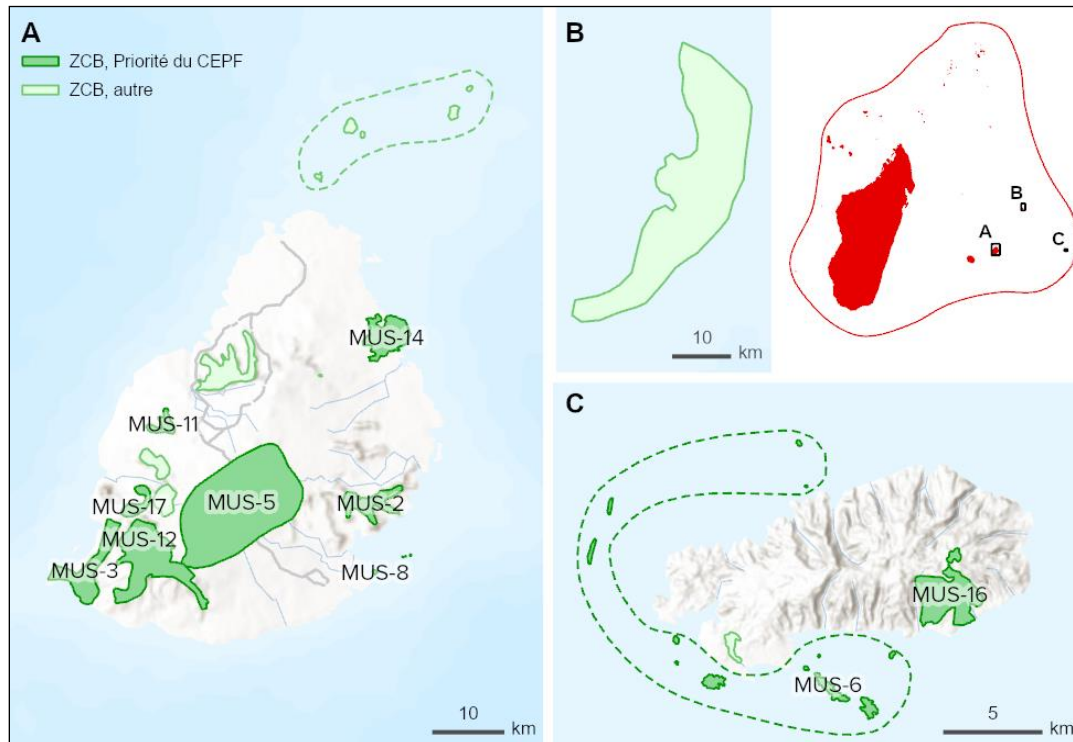 A
ZCB, Priorité du CEPF
ZCB, autre
MUS-14
MUS-11
MUS-5
MUS-17
MUS-2
MUS-12
MUS-3
MUS-8
10
km
B
10
km
A
B
C
C
MUS-16
MUS-6
5
km